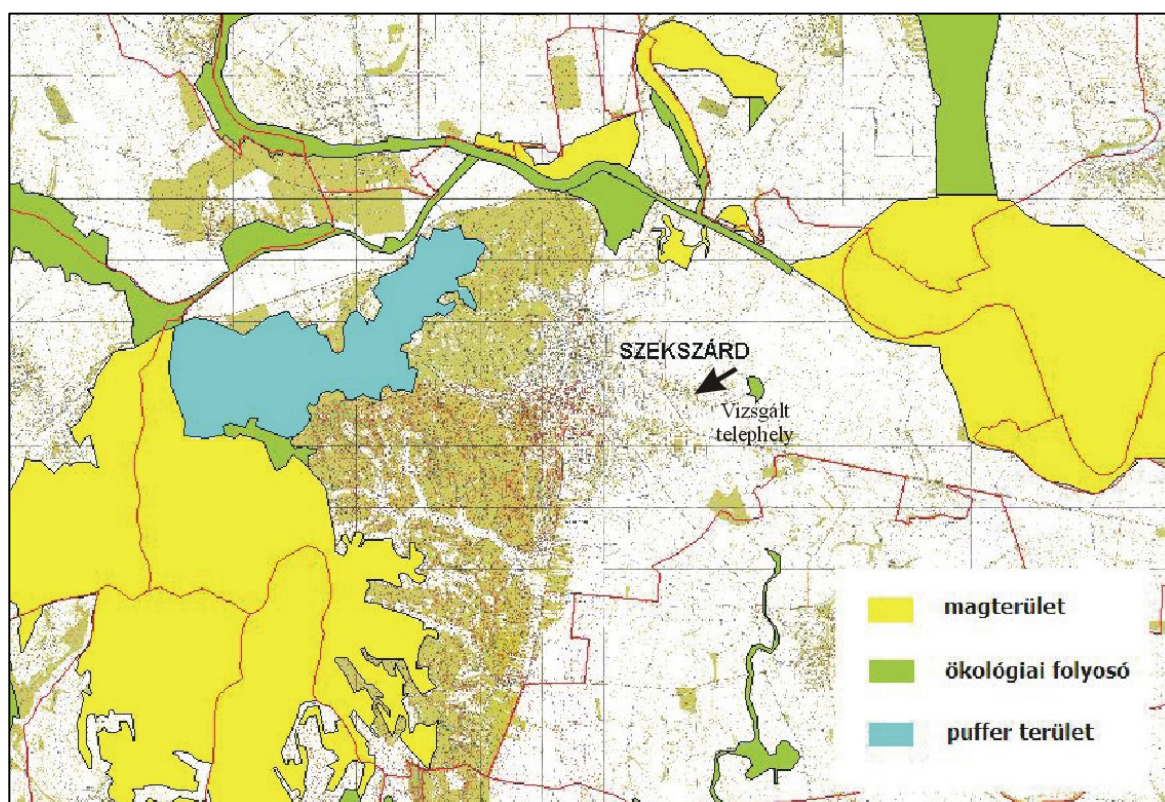 SZEKSZÁRD
Vizsgált
telephely
magterület
ökológiai folyosó
puffer terület